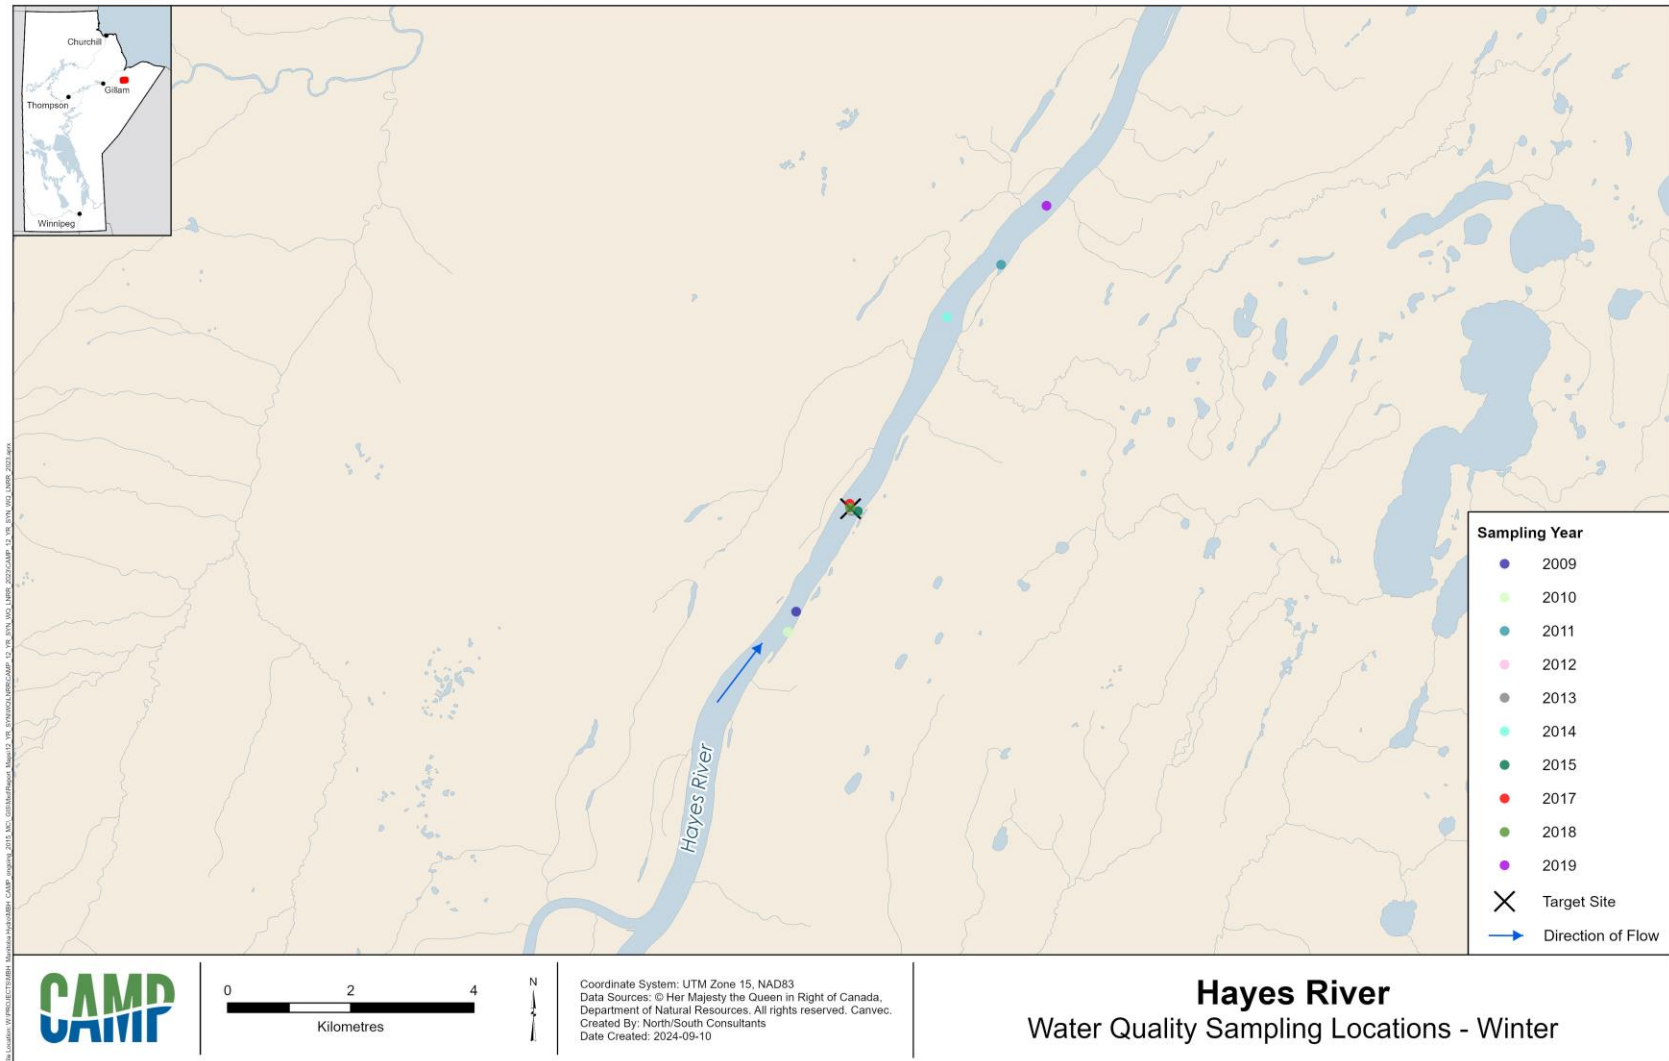 Churchill
Gillam
Thompson
Winnipeg
Hayes River
Sampling Year
2009
2010
2011
2012
2013
2014
2015
2017
2018
2019
Target Site
Direction of Flow
CAMP
0 2 4
Kilometres
N
Coordinate System: UTM Zone 15, NAD83
Data Sources: © Her Majesty the Queen in Right of Canada,
Department of Natural Resources. All rights reserved. Canvec.
Created By: North/South Consultants
Date Created: 2024-09-10
Hayes River
Water Quality Sampling Locations - Winter